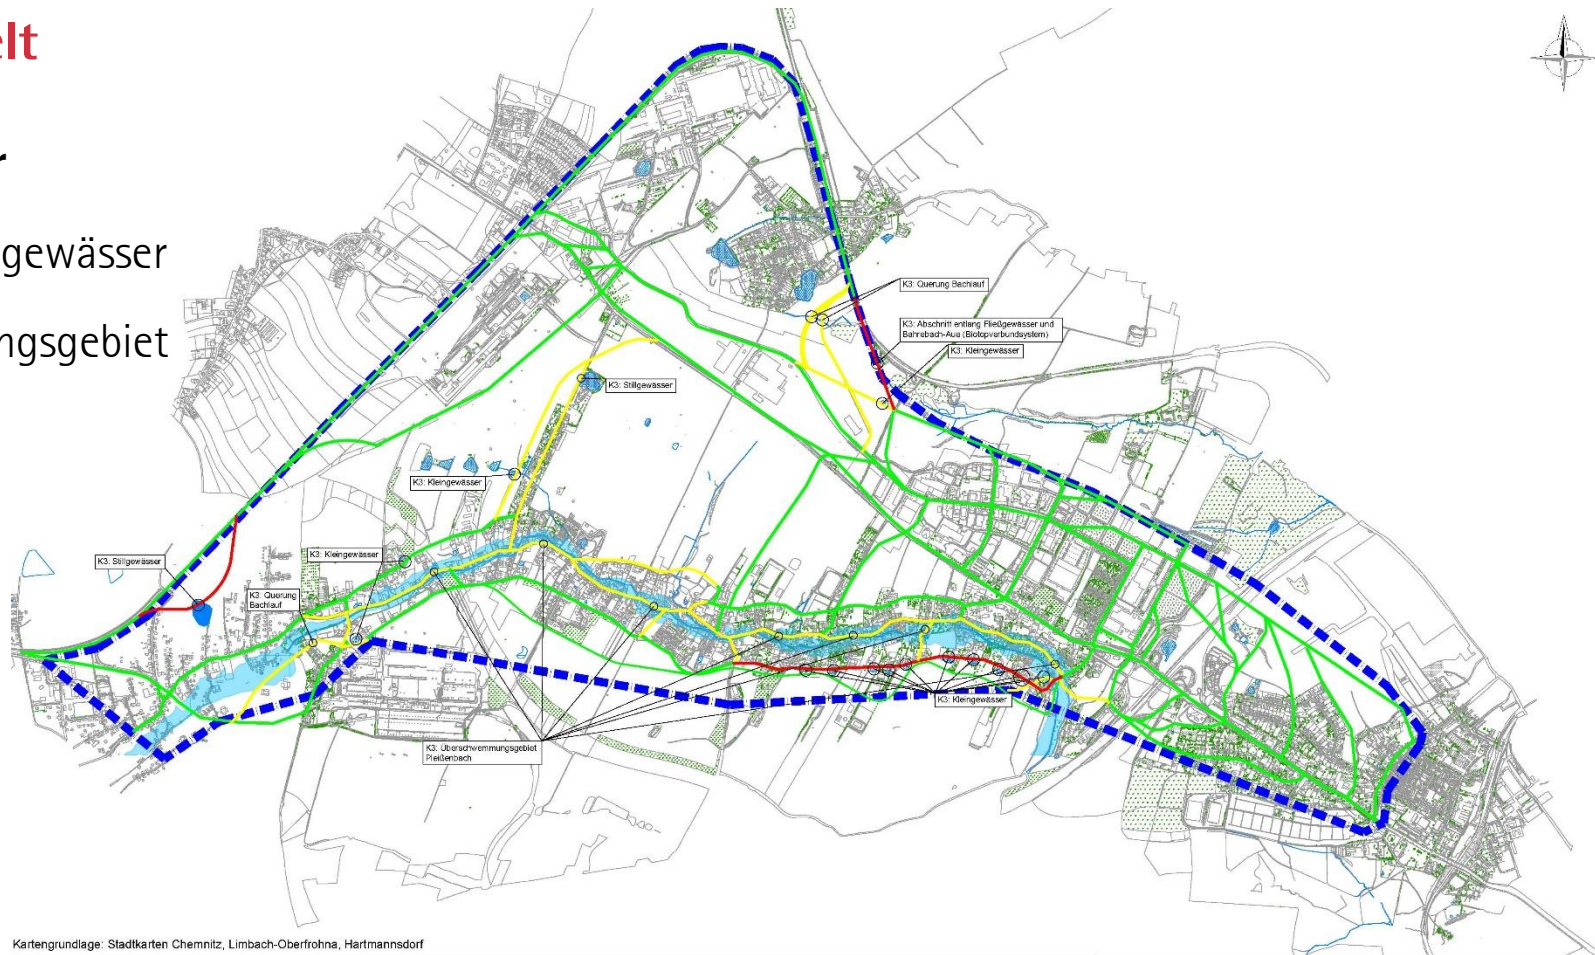 elt
r
gewässer
ngsgebiet
K3: Querung Bachlauf
K3: Abschnitt entlang Fließgewässer und
Bahrebach-Aue (Biotopverbundsystem)
K3: Kleingewässer
K3: Stillgewässer
K3: Kleingewässer
K3: Stillgewässer
K3: Kleingewässer
K3: Querung
Bachlauf
K3: Kleingewässer
K3: Überschwemmungsgebiet
Pleißenbach
Kartengrundlage: Stadtkarten Chemnitz, Limbach-Oberfrohna, Hartmannsdorf